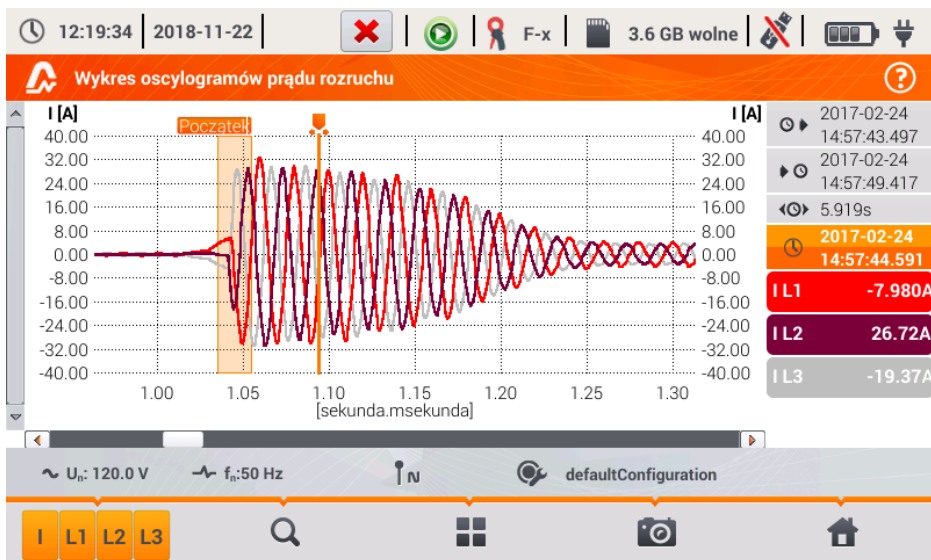 12:19:34 2018-11-22 F-x 3.6 GB wolne
Wykres oscylogramów prądu rozruchu ?
I [A] I [A]
Początek
40.00 40.00
32.00 32.00
24.00 24.00
16.00 16.00
8.00 8.00
0.00 0.00
-8.00 -8.00
-16.00 -16.00
-24.00 -24.00
-32.00 -32.00
-40.00 -40.00
1.00 1.05 1.10 1.15 1.20 1.25 1.30
[sekunda.msekunda]
2017-02-24
14:57:43.497
2017-02-24
14:57:49.417
5.919s
2017-02-24
14:57:44.591
I L1 -7.980A
I L2 26.72A
I L3 -19.37A
Un: 120.0 V fn:50 Hz N defaultConfiguration
I L1 L2 L3